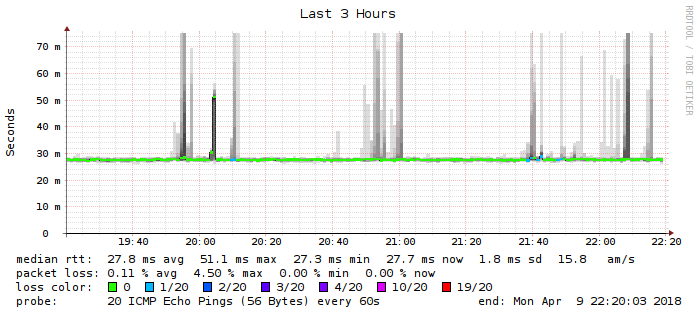 Last 3 Hours
RRDTOOL / TOBI OETIKER
Seconds
70 m
60 m
50 m
40 m
30 m
20 m
10 m
0
19:40 20:00 20:20 20:40 21:00 21:20 21:40 22:00 22:20
median rtt: 27.8 ms avg 51.1 ms max 27.3 ms min 27.7 ms now 1.8 ms sd 15.8 am/s
packet loss: 0.11 % avg 4.50 % max 0.00 % min 0.00 % now
loss color: 0 1/20 2/20 3/20 4/20 10/20 19/20
probe: 20 ICMP Echo Pings (56 Bytes) every 60s end: Mon Apr 9 22:20:03 2018